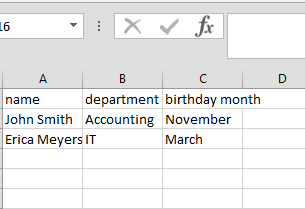 16
fx
A B C D
name department birthday month
John Smith Accounting November
Erica Meyers IT March